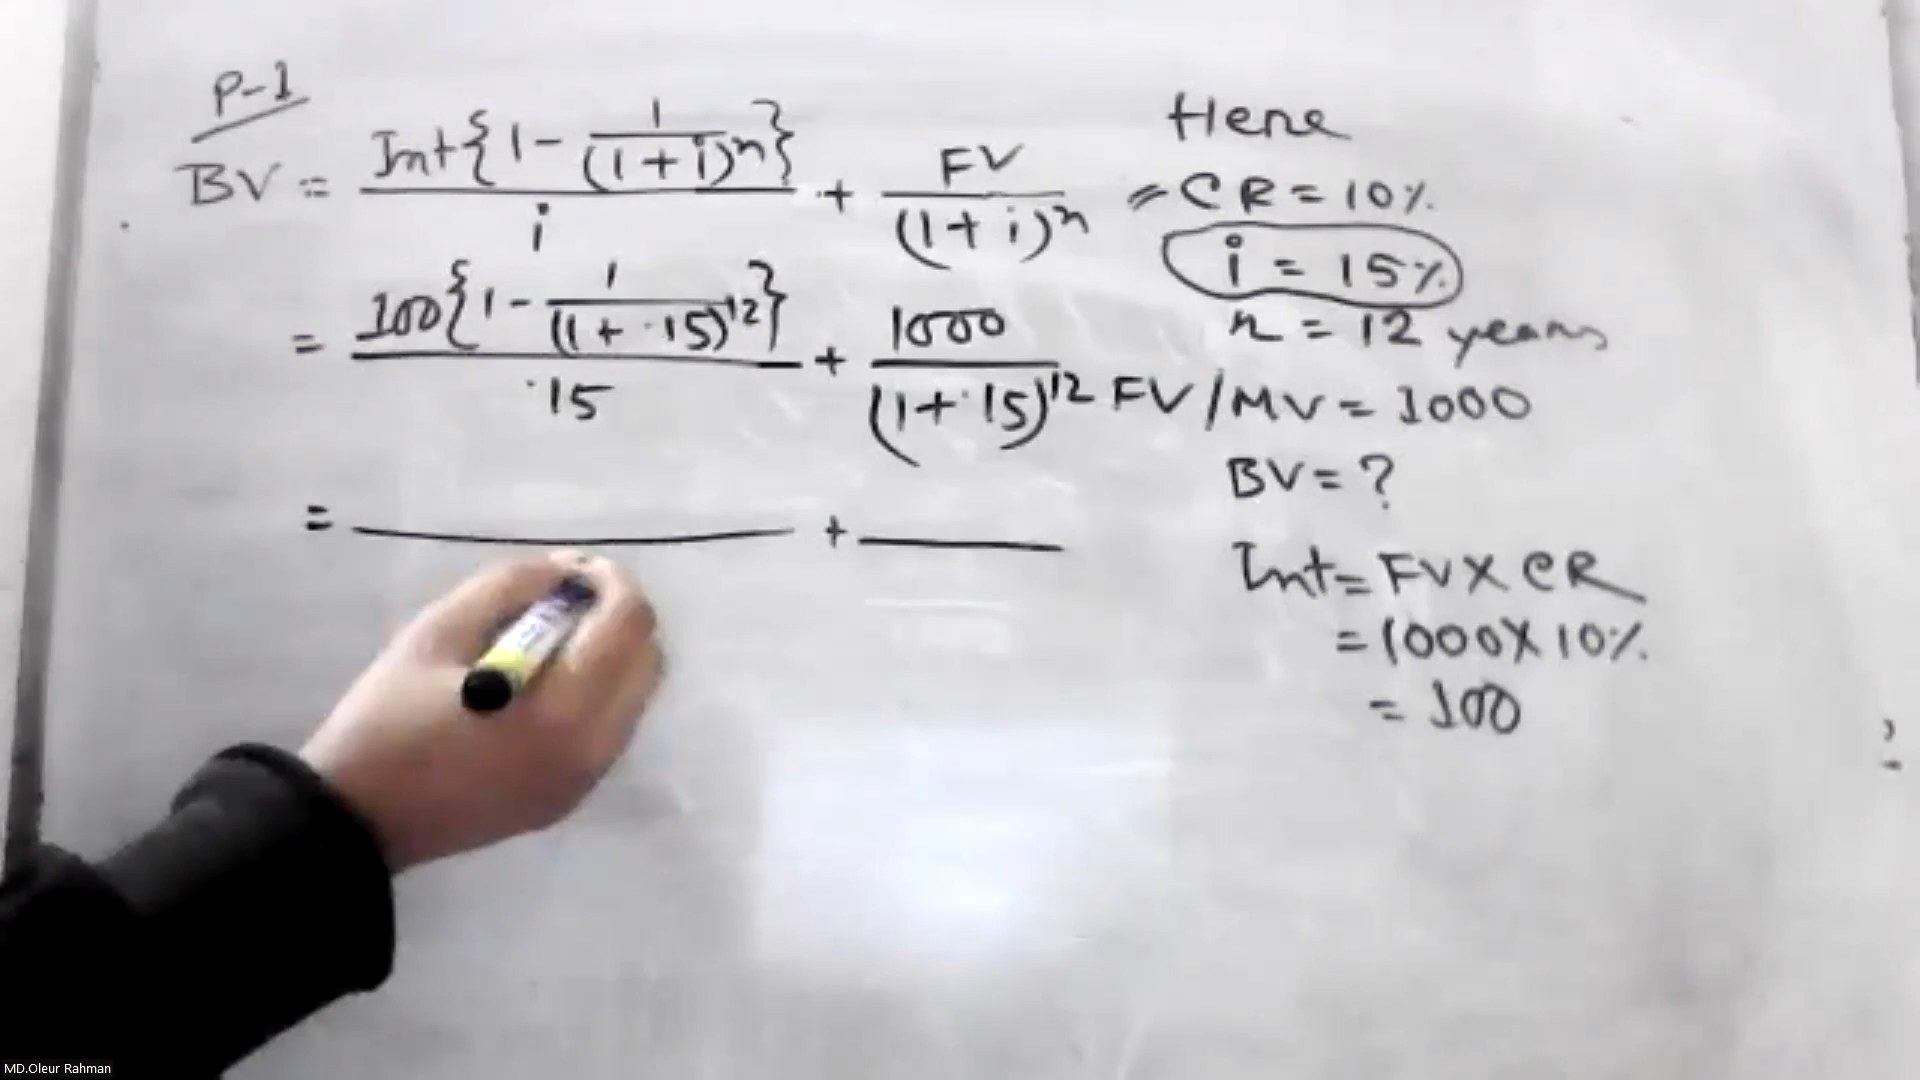 P-1
BV = Int{1 - 1/(1+i)^n} / i + FV / (1+i)^n
= 100{1 - 1/(1+.15)^12} / .15 + 1000 / (1+.15)^12
= ____ + ____
Here
CR = 10%
i = 15%
n = 12 years
FV/MV = 1000
BV = ?
Int = FV X CR
= 1000 X 10%
= 100
MD.Oleur Rahman